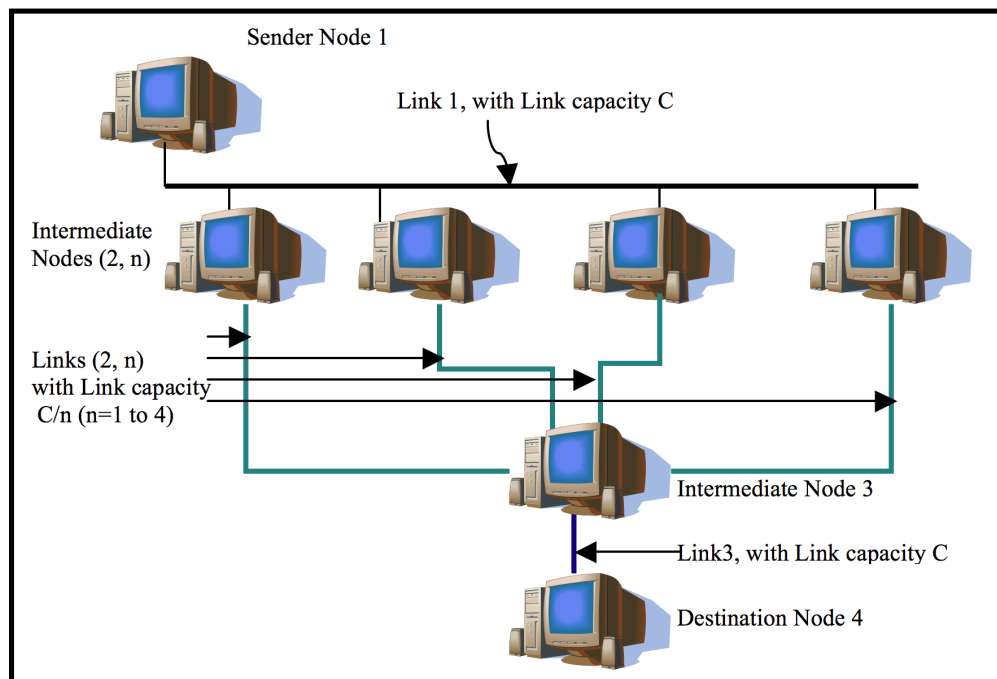 Sender Node 1
Link 1, with Link capacity C
Intermediate
Nodes (2, n)
Links (2, n)
with Link capacity
C/n (n=1 to 4)
Intermediate Node 3
Link3, with Link capacity C
Destination Node 4